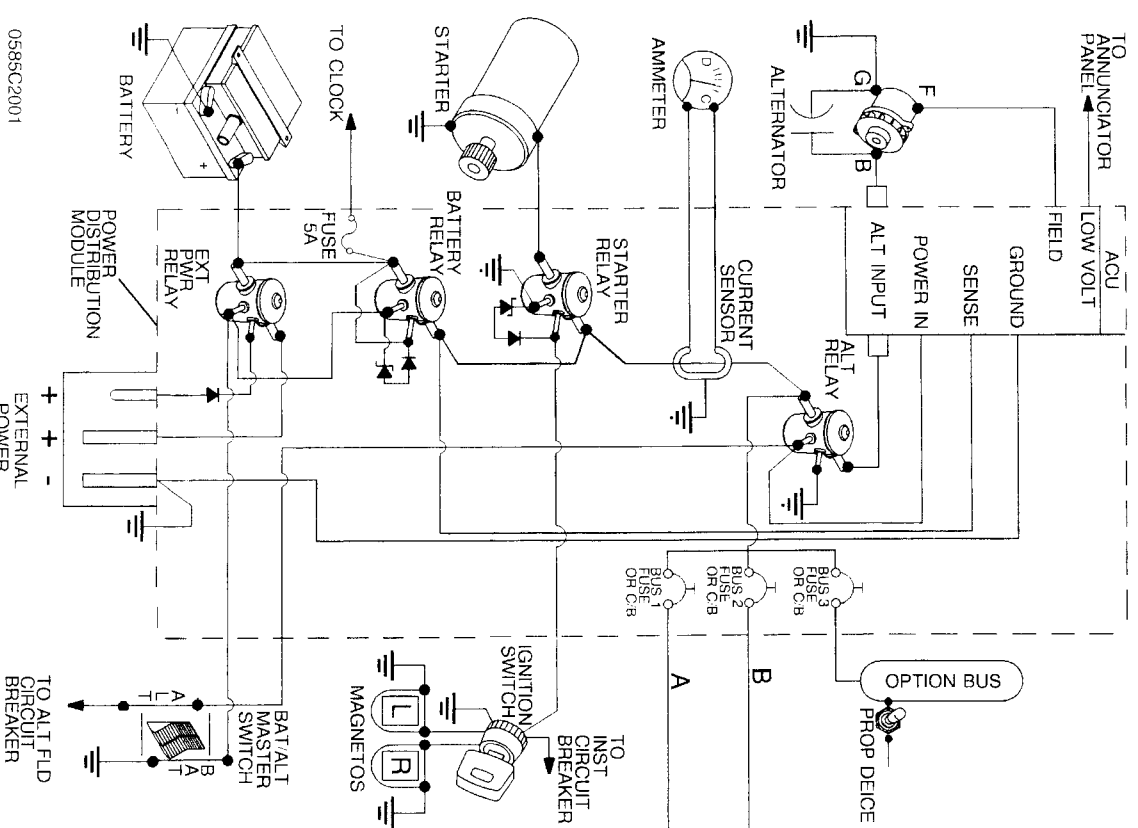 TO
ANNUNCIATOR
PANEL
ACU
LOW VOLT
FIELD
GROUND
SENSE
POWER IN
ALT INPUT
F
G
B
ALTERNATOR
ALT
RELAY
AMMETER
D
C
CURRENT
SENSOR
STARTER
STARTER
RELAY
TO CLOCK
BATTERY
RELAY
FUSE
5A
BATTERY
-
+
EXT
PWR
RELAY
POWER
DISTRIBUTION
MODULE
+
+
-
EXTERNAL
POWER
BUS 3
FUSE
OR C/B
BUS 2
FUSE
OR C/B
BUS 1
FUSE
OR C/B
OPTION BUS
PROP DEICE
B
A
IGNITION
SWITCH
TO
INST
CIRCUIT
BREAKER
L
R
MAGNETOS
BAT/ALT
MASTER
SWITCH
A
L
T
B
A
T
TO ALT FLD
CIRCUIT
BREAKER
0585C2001